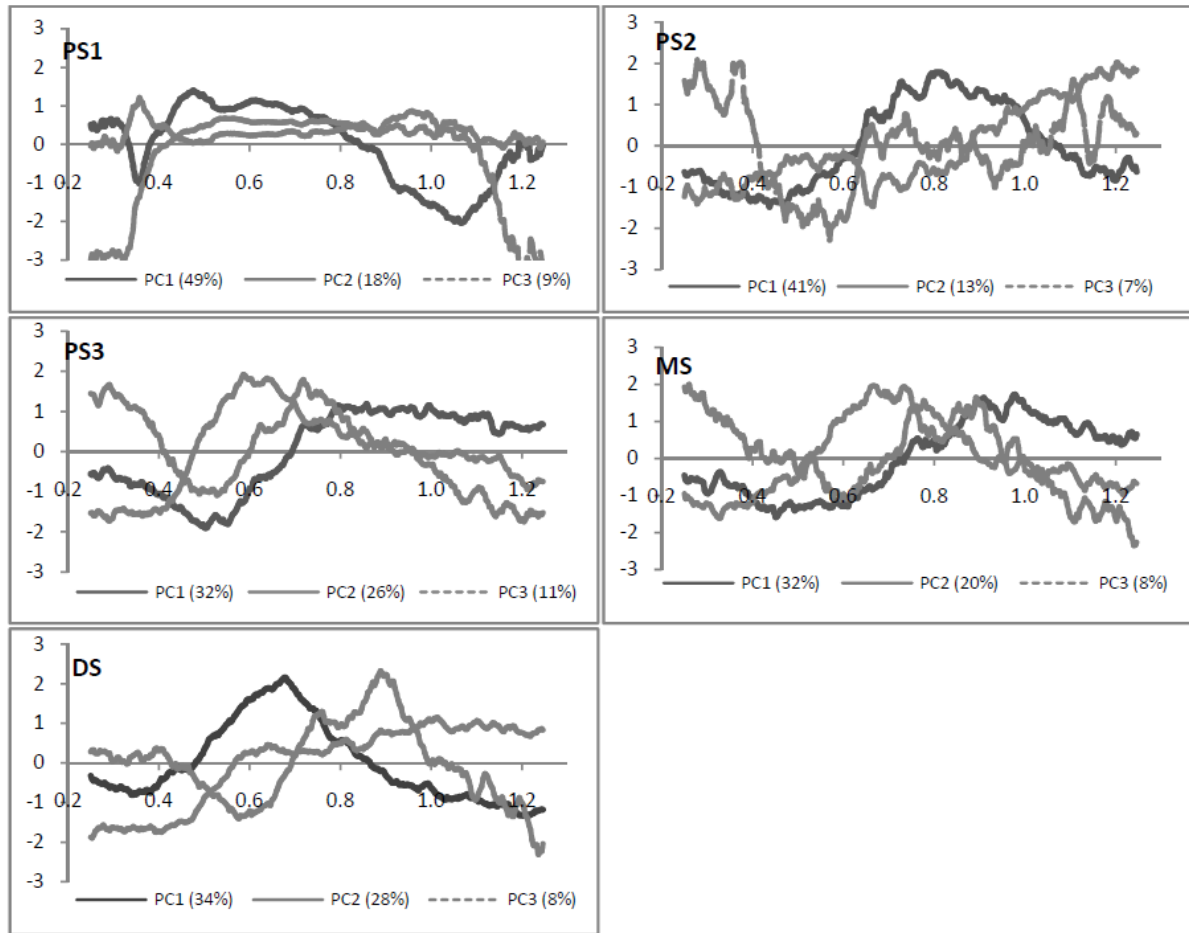 PS1
3
2
1
0
-1
-2
-3
0.2 0.4 0.6 0.8 1.0 1.2
PC1 (49%) PC2 (18%) PC3 (9%)
PS2
3
2
1
0
-1
-2
-3
0.2 0.4 0.6 0.8 1.0 1.2
PC1 (41%) PC2 (13%) PC3 (7%)
PS3
3
2
1
0
-1
-2
-3
0.2 0.4 0.6 0.8 1.0 1.2
PC1 (32%) PC2 (26%) PC3 (11%)
MS
3
2
1
0
-1
-2
-3
0.2 0.4 0.6 0.8 1.0 1.2
PC1 (32%) PC2 (20%) PC3 (8%)
DS
3
2
1
0
-1
-2
-3
0.2 0.4 0.6 0.8 1.0 1.2
PC1 (34%) PC2 (28%) PC3 (8%)